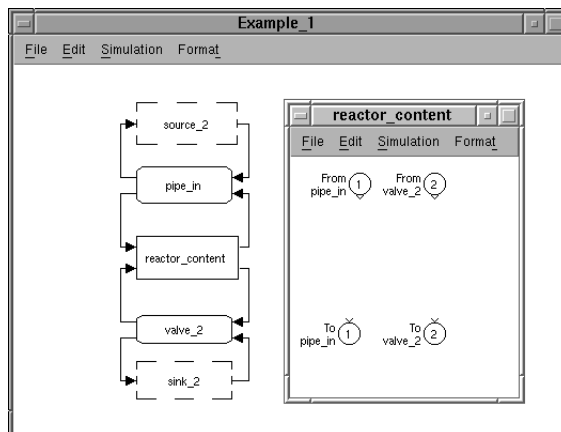 Example_1
File Edit Simulation Format
source_2
pipe_in
reactor_content
valve_2
sink_2
reactor_content
File Edit Simulation Format
From
pipe_in 1
From
valve_2 2
To
pipe_in 1
To
valve_2 2